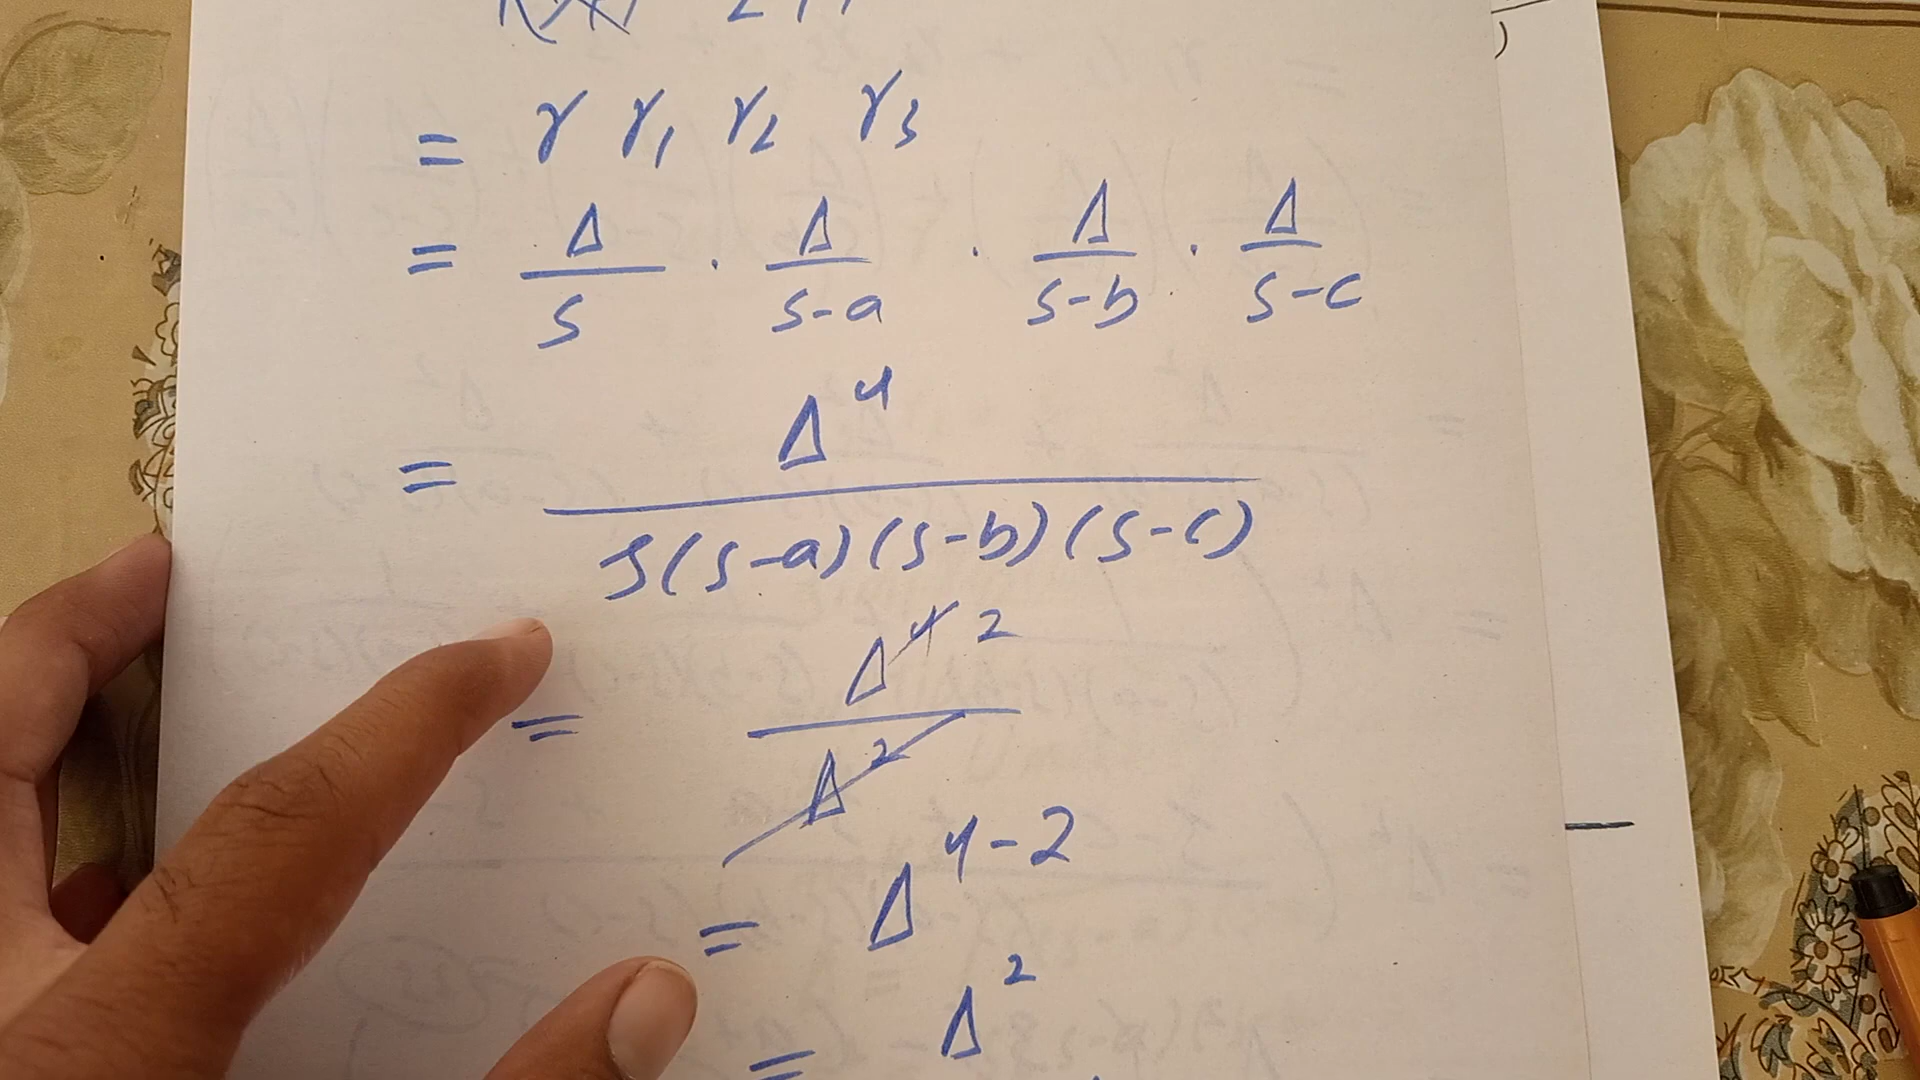 = r r₁ r₂ r₃
= Δ/s · Δ/s-a · Δ/s-b · Δ/s-c
= Δ⁴/s(s-a)(s-b)(s-c)
= Δ⁴ ²/Δ²
= Δ⁴⁻²
= Δ²